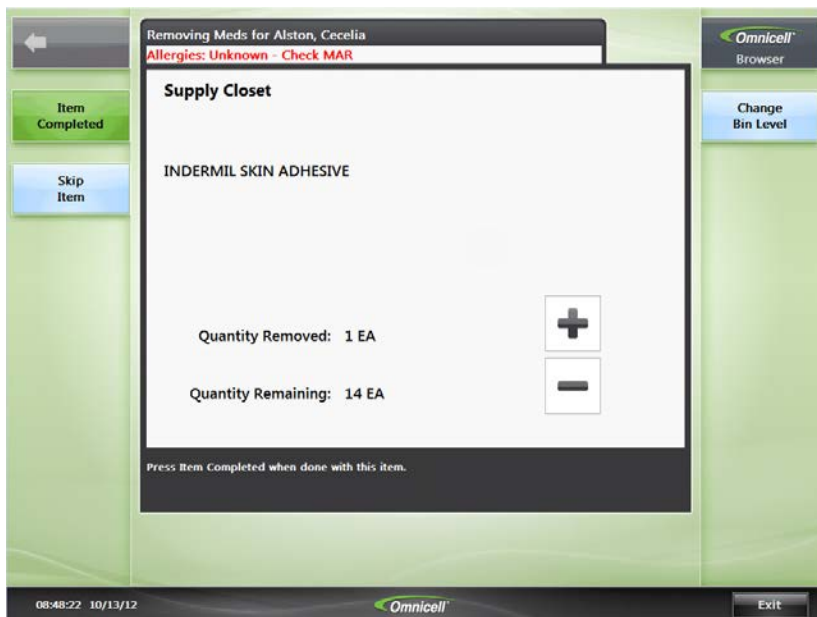 Removing Meds for Alston, Cecelia
Allergies: Unknown - Check MAR
Omnicell
Browser
Item
Completed
Skip
Item
Change
Bin Level
Supply Closet
INDERMIL SKIN ADHESIVE
Quantity Removed: 1 EA
Quantity Remaining: 14 EA
Press Item Completed when done with this item.
08:48:22 10/13/12
Omnicell
Exit